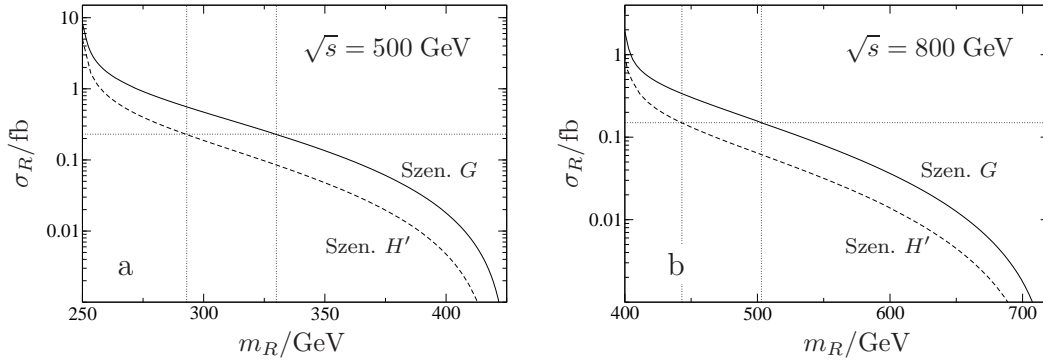 √s = 500 GeV
10
1
0.1
0.01
σ_R/fb
Szen. G
Szen. H′
a
250
300
350
400
m_R/GeV
√s = 800 GeV
1
0.1
0.01
σ_R/fb
Szen. G
Szen. H′
b
400
500
600
700
m_R/GeV